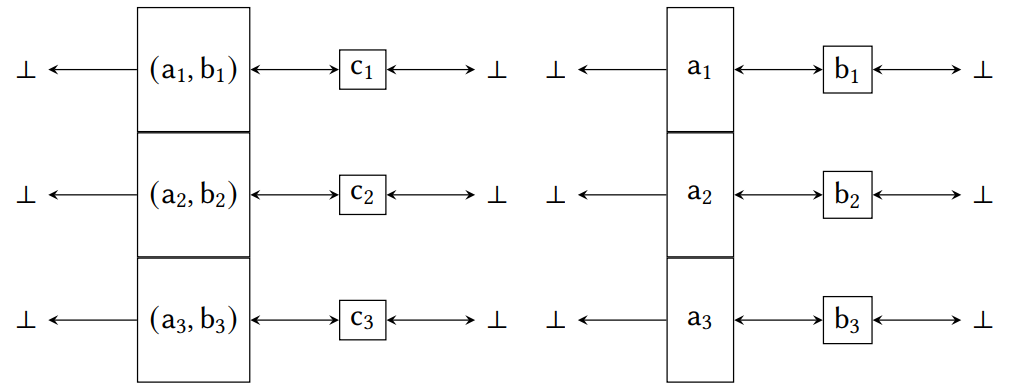 ⊥ (a₁, b₁) c₁ ⊥ ⊥ a₁ b₁ ⊥
⊥ (a₂, b₂) c₂ ⊥ ⊥ a₂ b₂ ⊥
⊥ (a₃, b₃) c₃ ⊥ ⊥ a₃ b₃ ⊥